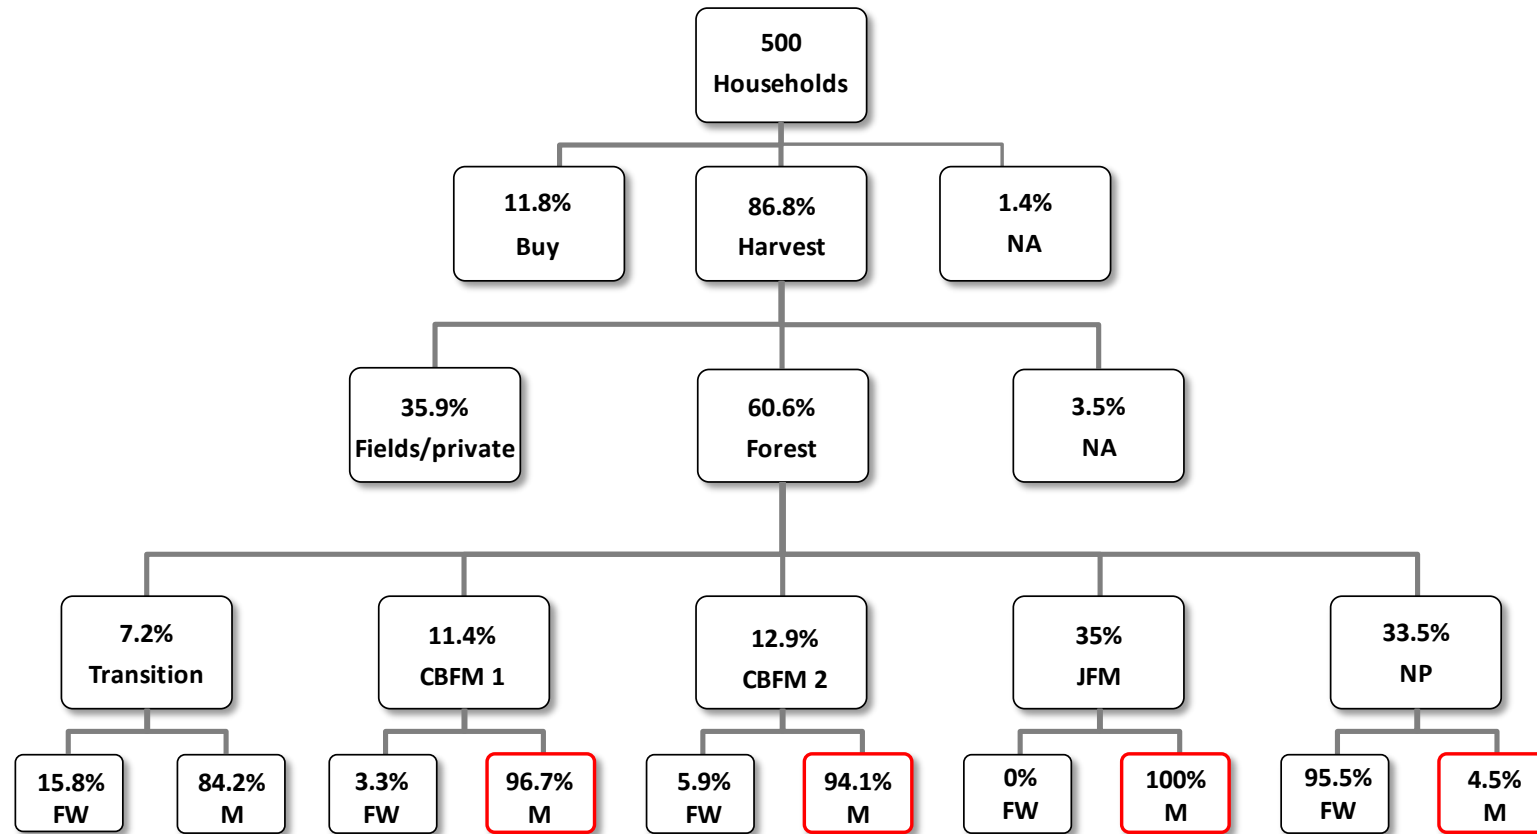 500
Households
11.8%
Buy
86.8%
Harvest
1.4%
NA
35.9%
Fields/private
60.6%
Forest
3.5%
NA
7.2%
Transition
11.4%
CBFM 1
12.9%
CBFM 2
35%
JFM
33.5%
NP
15.8%
FW
84.2%
M
3.3%
FW
96.7%
M
5.9%
FW
94.1%
M
0%
FW
100%
M
95.5%
FW
4.5%
M